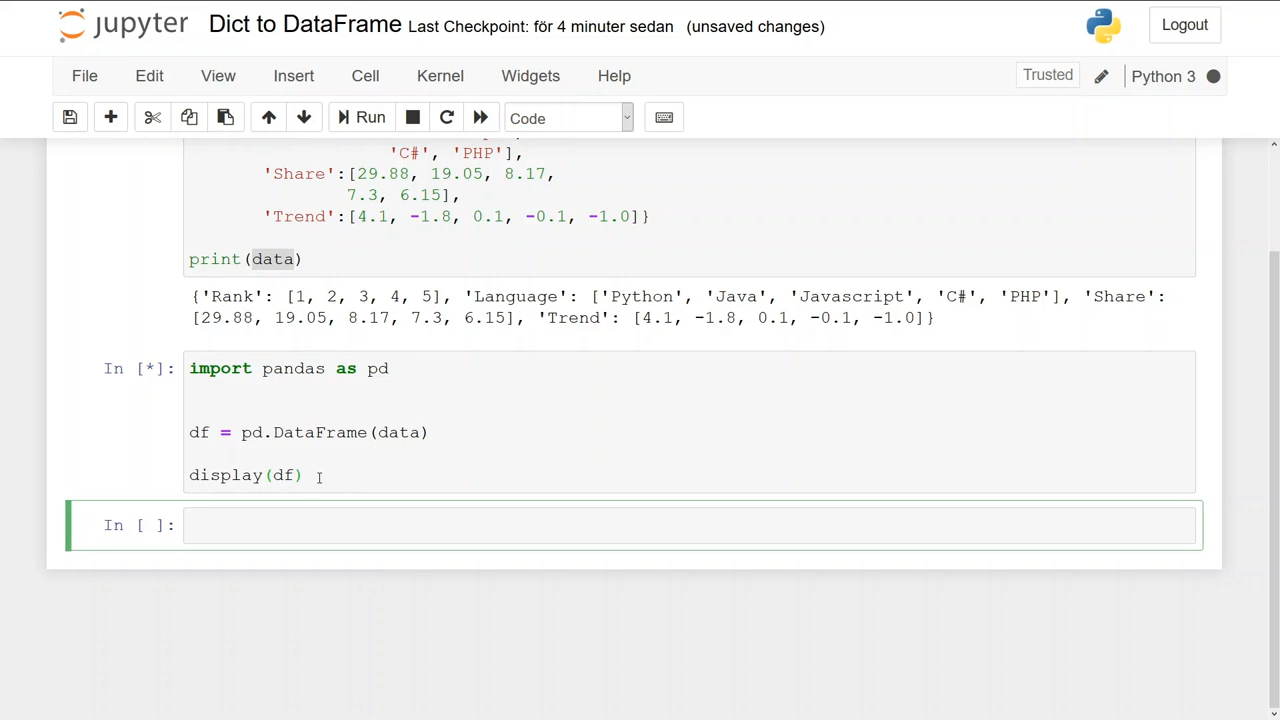 jupyter Dict to DataFrame Last Checkpoint: för 4 minuter sedan (unsaved changes) Logout
File Edit View Insert Cell Kernel Widgets Help Trusted Python 3
Run Code
'C#', 'PHP'],
'Share':[29.88, 19.05, 8.17,
7.3, 6.15],
'Trend':[4.1, -1.8, 0.1, -0.1, -1.0]}
print(data)
{'Rank': [1, 2, 3, 4, 5], 'Language': ['Python', 'Java', 'Javascript', 'C#', 'PHP'], 'Share':
[29.88, 19.05, 8.17, 7.3, 6.15], 'Trend': [4.1, -1.8, 0.1, -0.1, -1.0]}
In [*]: import pandas as pd
df = pd.DataFrame(data)
display(df)
In [ ]: